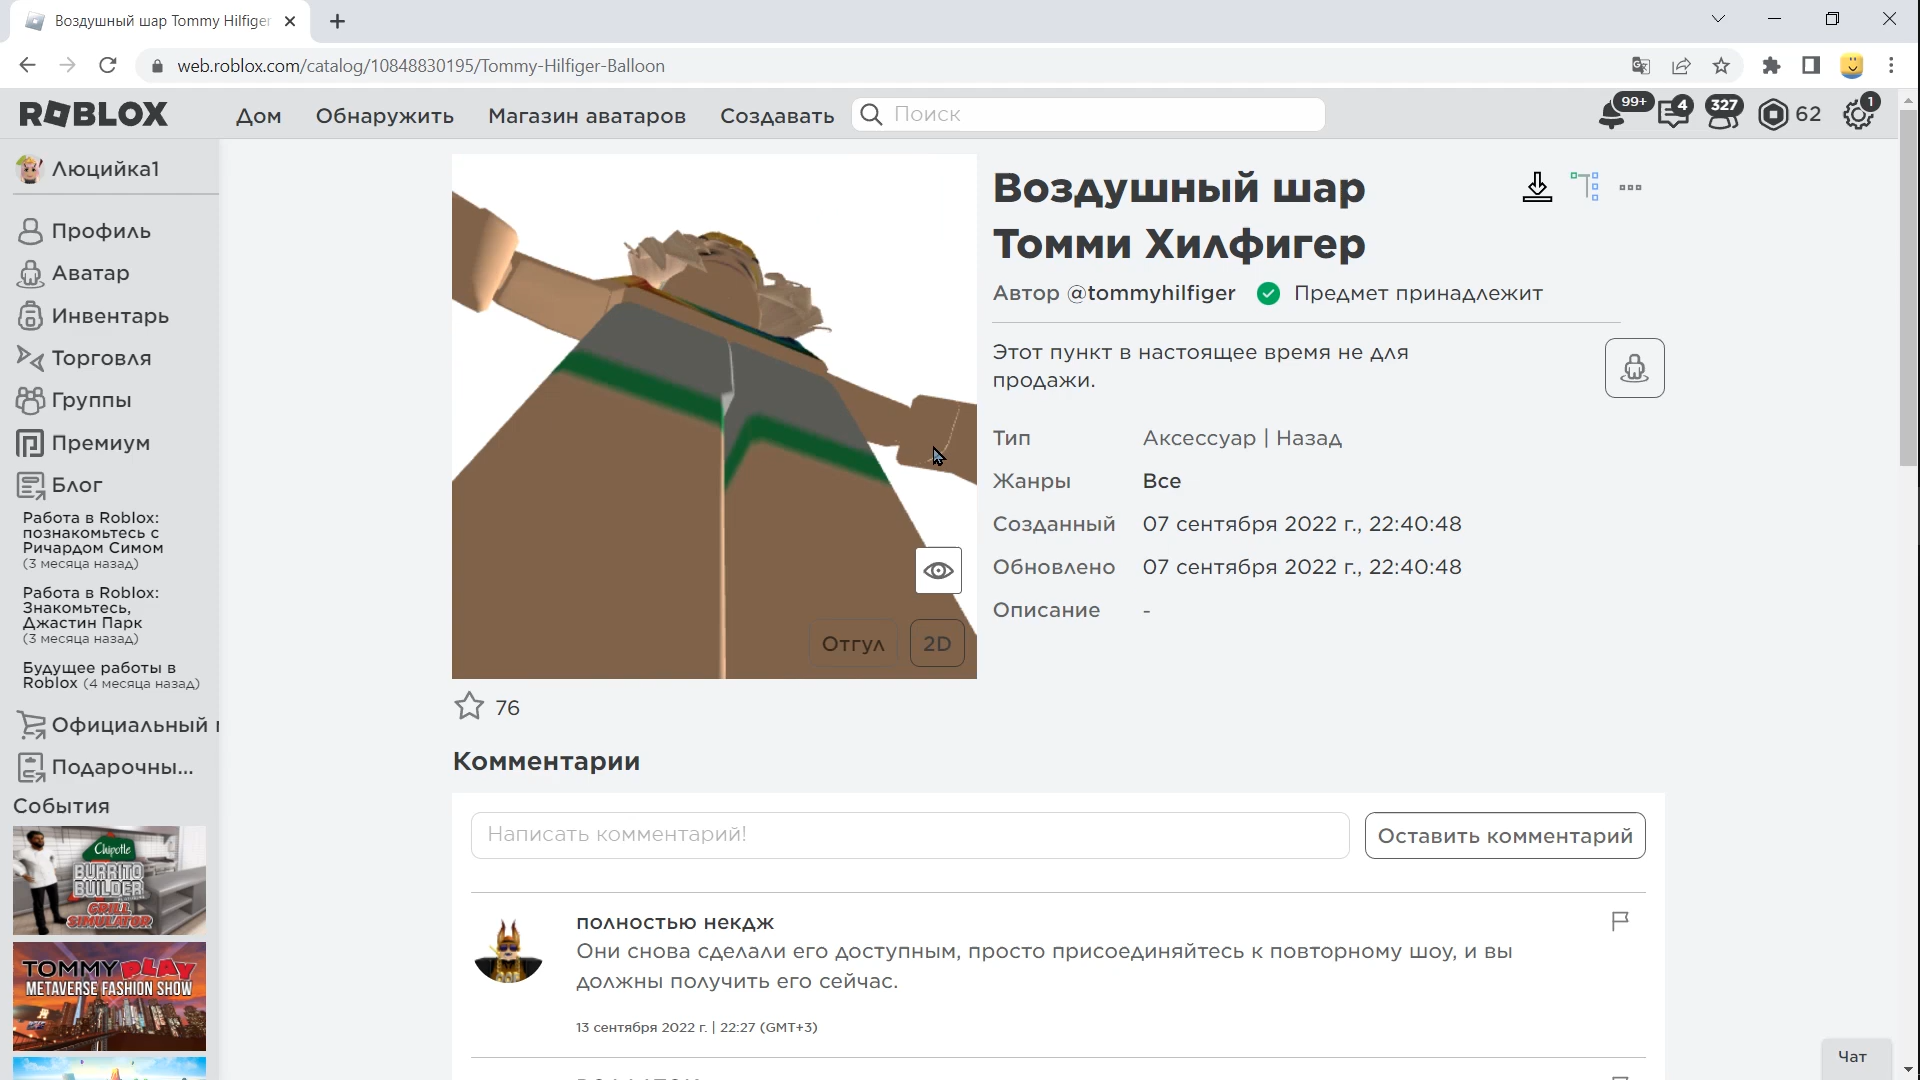 Воздушный шар Tommy Hilfiger
web.roblox.com/catalog/10848830195/Tommy-Hilfiger-Balloon
ROBLOX
Дом
Обнаружить
Магазин аватаров
Создавать
Поиск
99+
4
327
62
1
Люцийка1
Профиль
Аватар
Инвентарь
Торговля
Группы
Премиум
Блог
Работа в Roblox:
познакомьтесь с
Ричардом Симом
(3 месяца назад)
Работа в Roblox:
Знакомьтесь,
Джастин Парк
(3 месяца назад)
Будущее работы в
Roblox (4 месяца назад)
Официальный
Подарочны...
События
Chipotle
BURRITO
BUILDER
GRILL
SIMULATOR
TOMMY PLAY
METAVERSE FASHION SHOW
Отгул
2D
76
Воздушный шар
Томми Хилфигер
Автор @tommyhilfiger
Предмет принадлежит
Этот пункт в настоящее время не для
продажи.
Тип Аксессуар | Назад
Жанры Все
Созданный 07 сентября 2022 г., 22:40:48
Обновлено 07 сентября 2022 г., 22:40:48
Описание -
Комментарии
Написать комментарий!
Оставить комментарий
полностью некдж
Они снова сделали его доступным, просто присоединяйтесь к повторному шоу, и вы
должны получить его сейчас.
13 сентября 2022 г. | 22:27 (GMT+3)
Чат